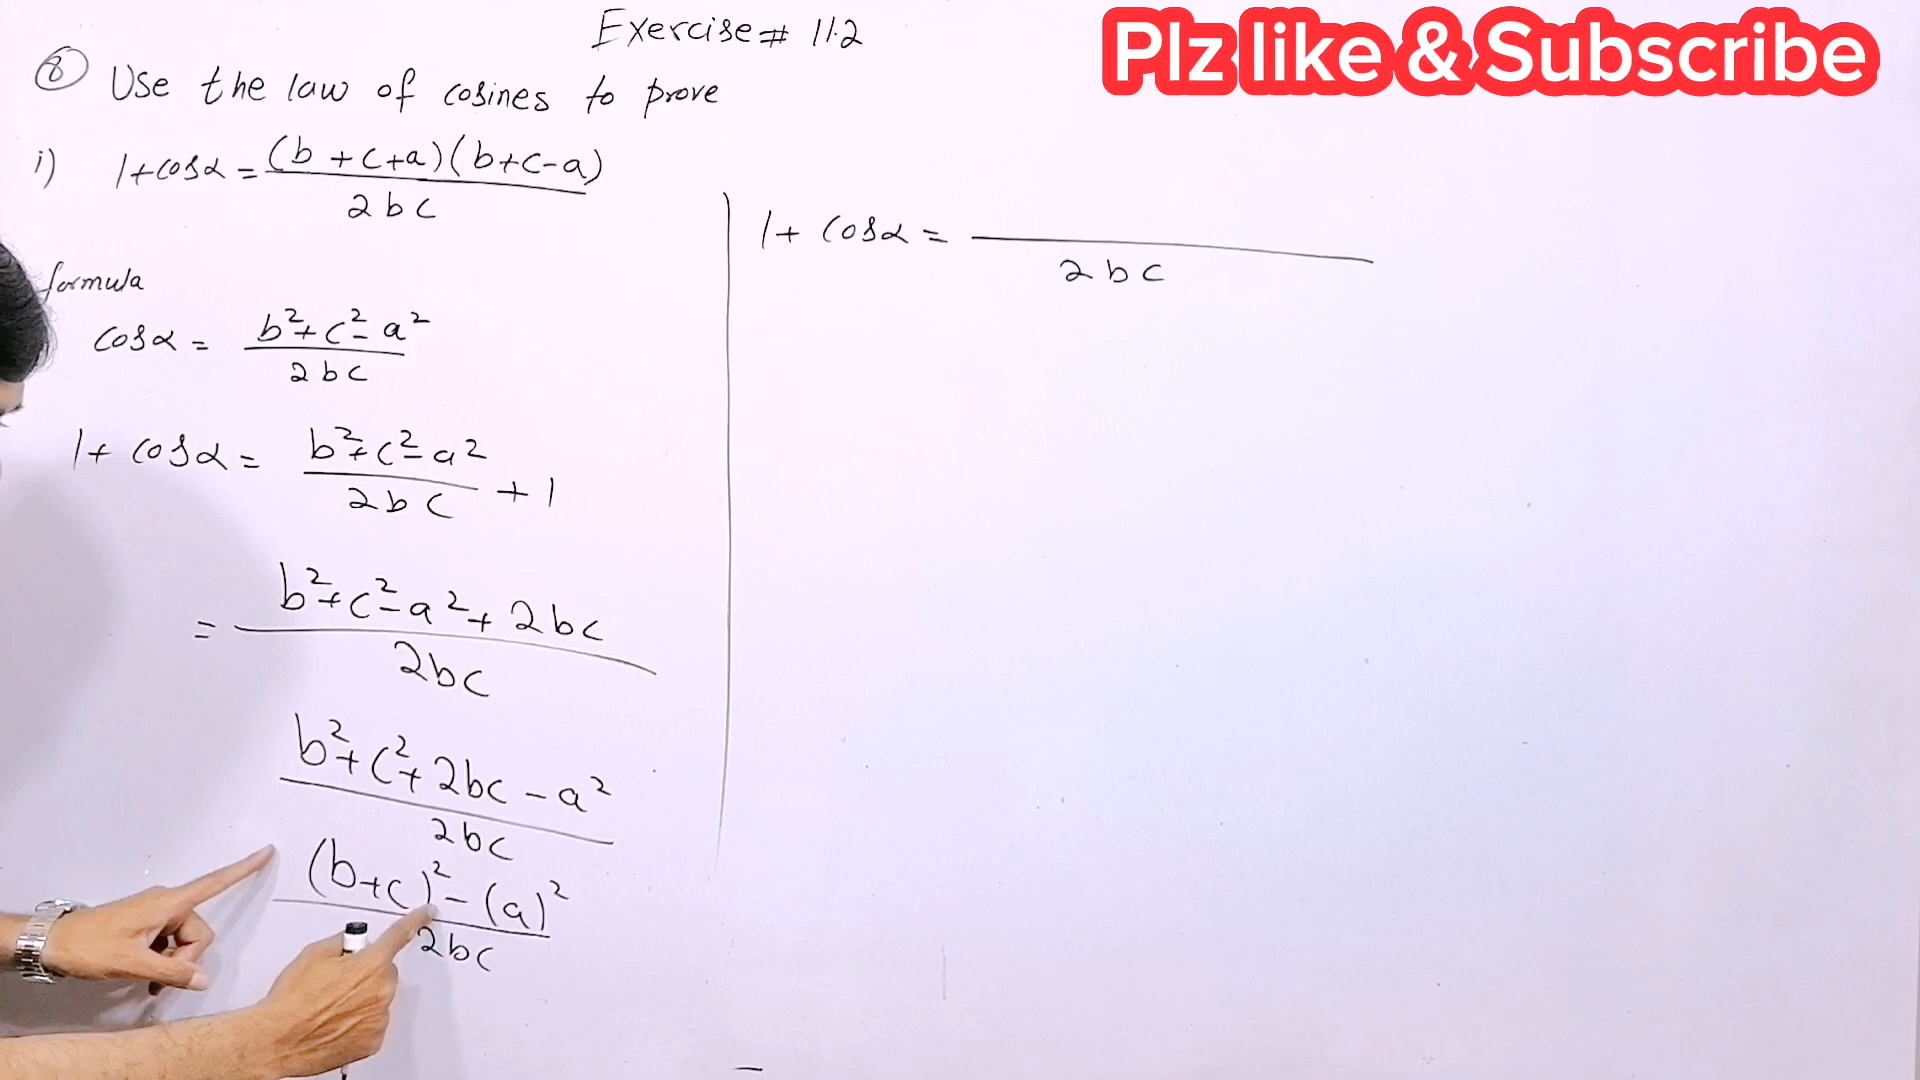 Exercise # 11.2
Plz like & Subscribe
⑧ Use the law of cosines to prove
i) 1+cosα = (b+c+a)(b+c-a)
2bc
formula
cosα = b²+c²-a²
2bc
1+cosα = b²+c²-a²
2bc + 1
= b²+c²-a²+2bc
2bc
b²+c²+2bc-a²
2bc
(b+c)²-(a)²
2bc
1+cosα =
2bc